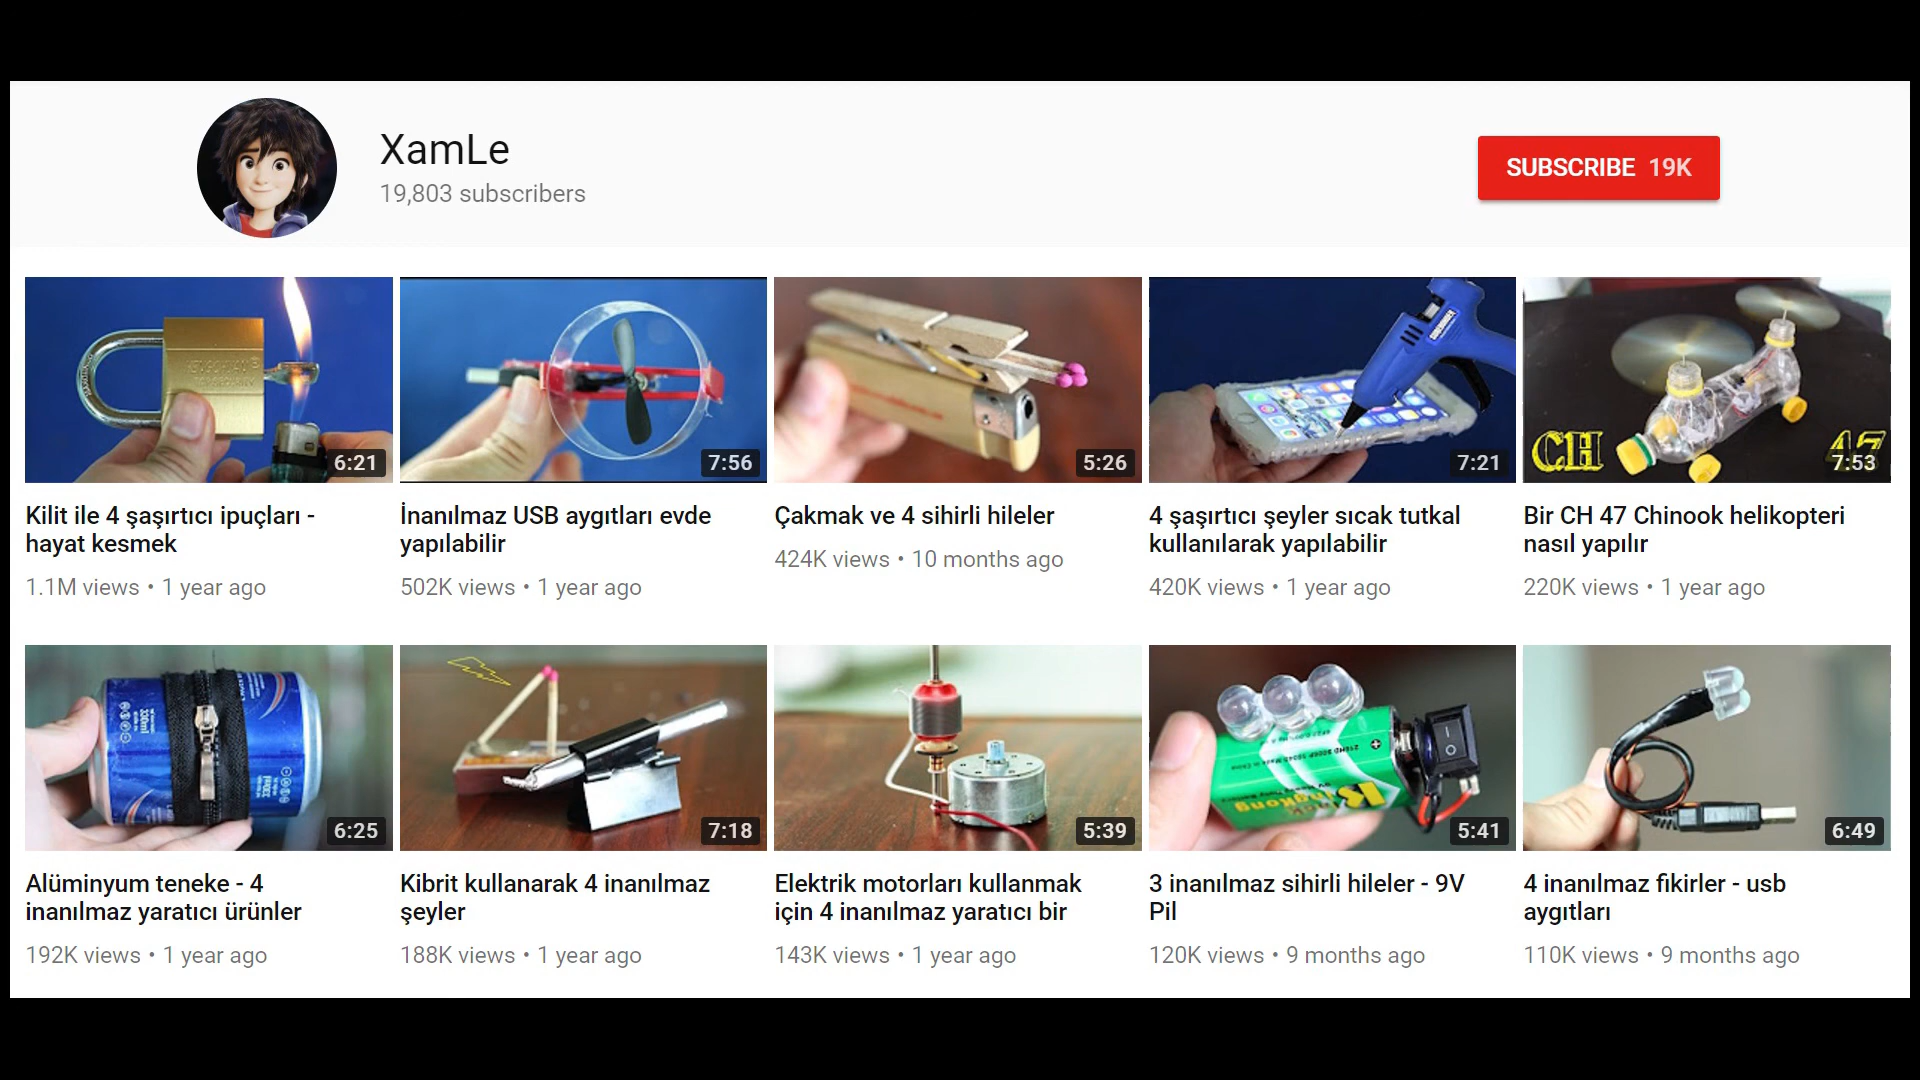 XamLe
19,803 subscribers
SUBSCRIBE 19K
6:21
7:56
5:26
7:21
CH 47
7:53
Kilit ile 4 şaşırtıcı ipuçları -
hayat kesmek
1.1M views • 1 year ago
İnanılmaz USB aygıtları evde
yapılabilir
502K views • 1 year ago
Çakmak ve 4 sihirli hileler
424K views • 10 months ago
4 şaşırtıcı şeyler sıcak tutkal
kullanılarak yapılabilir
420K views • 1 year ago
Bir CH 47 Chinook helikopteri
nasıl yapılır
220K views • 1 year ago
330ml
6:25
7:18
5:39
5:41
6:49
Alüminyum teneke - 4
inanılmaz yaratıcı ürünler
192K views • 1 year ago
Kibrit kullanarak 4 inanılmaz
şeyler
188K views • 1 year ago
Elektrik motorları kullanmak
için 4 inanılmaz yaratıcı bir
143K views • 1 year ago
3 inanılmaz sihirli hileler - 9V
Pil
120K views • 9 months ago
4 inanılmaz fikirler - usb
aygıtları
110K views • 9 months ago